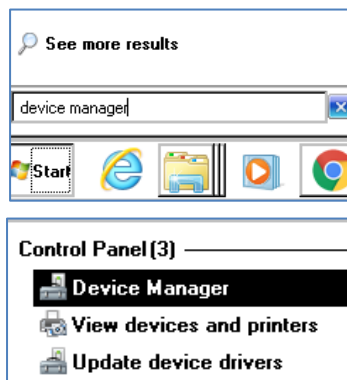 See more results
device manager
Start
Control Panel (3)
Device Manager
View devices and printers
Update device drivers